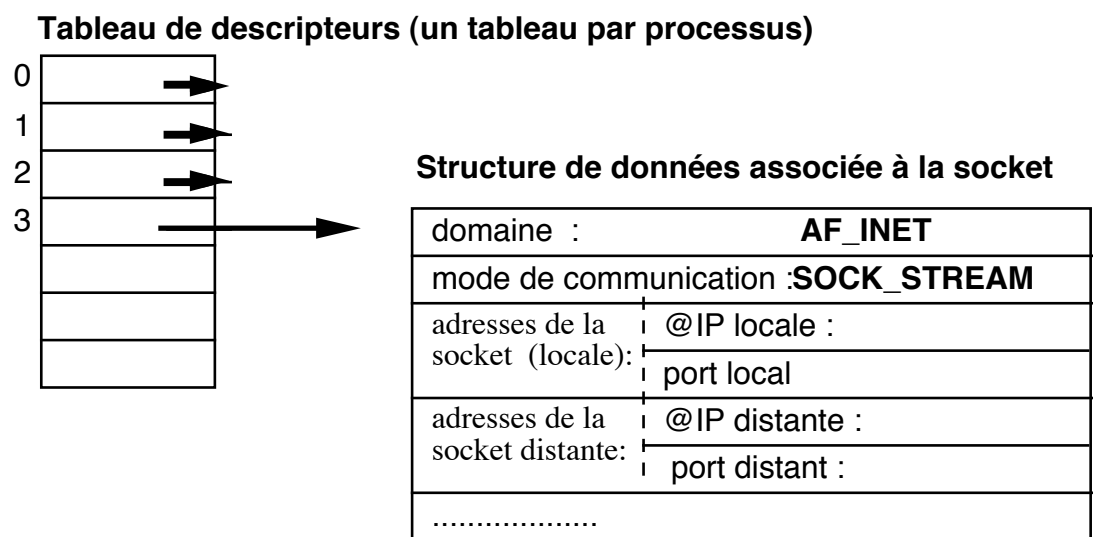 Tableau de descripteurs (un tableau par processus)
0
1
2
3
Structure de données associée à la socket
domaine : AF_INET
mode de communication :SOCK_STREAM
adresses de la
socket (locale):
@IP locale :
port local
adresses de la
socket distante:
@IP distante :
port distant :
...................